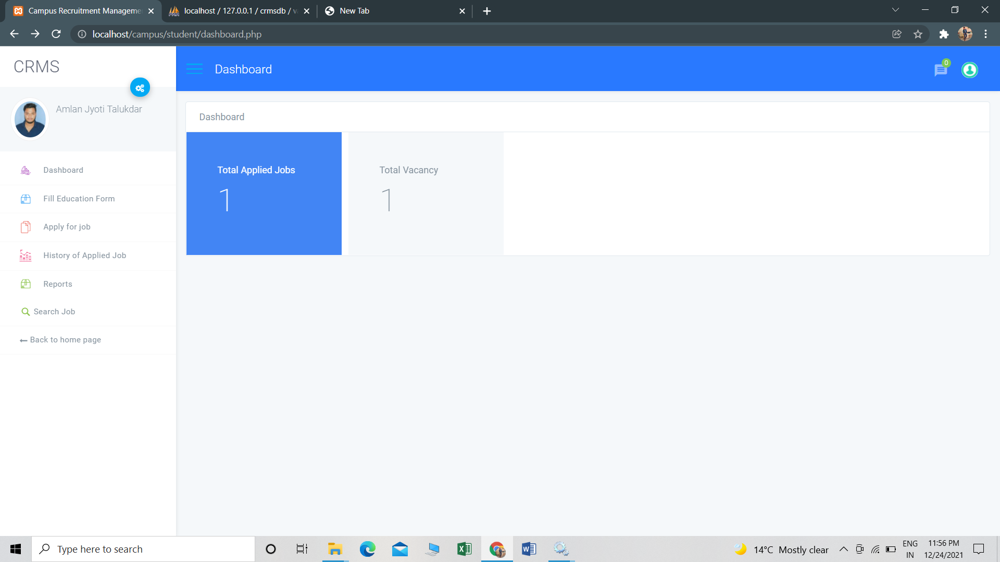 Campus Recruitment Manageme
localhost / 127.0.0.1 / crmsdb / va
New Tab
localhost/campus/student/dashboard.php
CRMS
Dashboard
0
Amlan Jyoti Talukdar
Dashboard
Total Applied Jobs
1
Total Vacancy
1
Dashboard
Fill Education Form
Apply for job
History of Applied Job
Reports
Search Job
Back to home page
Type here to search
14°C Mostly clear
ENG
IN
11:56 PM
12/24/2021